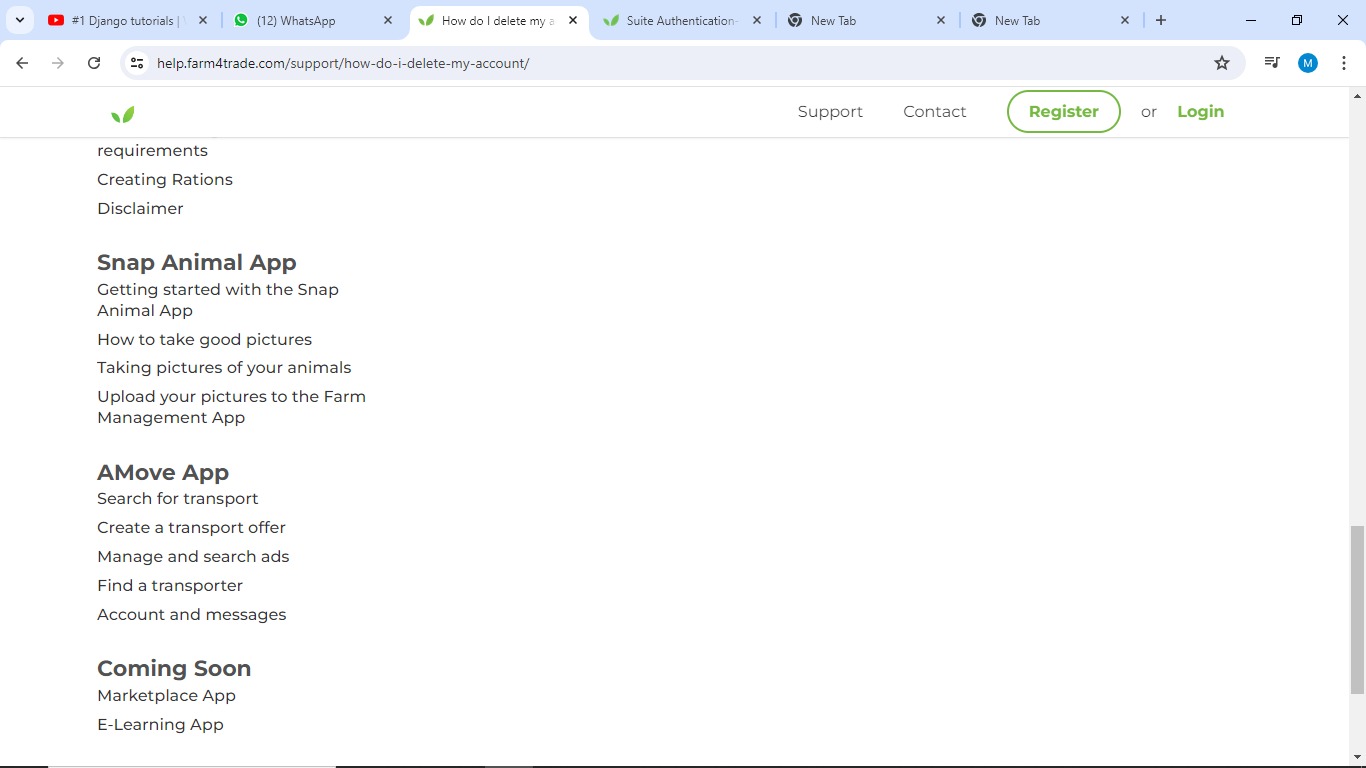 #1 Django tutorials |
(12) WhatsApp
How do I delete my a
Suite Authentication-
New Tab
New Tab
help.farm4trade.com/support/how-do-i-delete-my-account/
M
Support
Contact
Register
or
Login
requirements
Creating Rations
Disclaimer
Snap Animal App
Getting started with the Snap
Animal App
How to take good pictures
Taking pictures of your animals
Upload your pictures to the Farm
Management App
AMove App
Search for transport
Create a transport offer
Manage and search ads
Find a transporter
Account and messages
Coming Soon
Marketplace App
E-Learning App